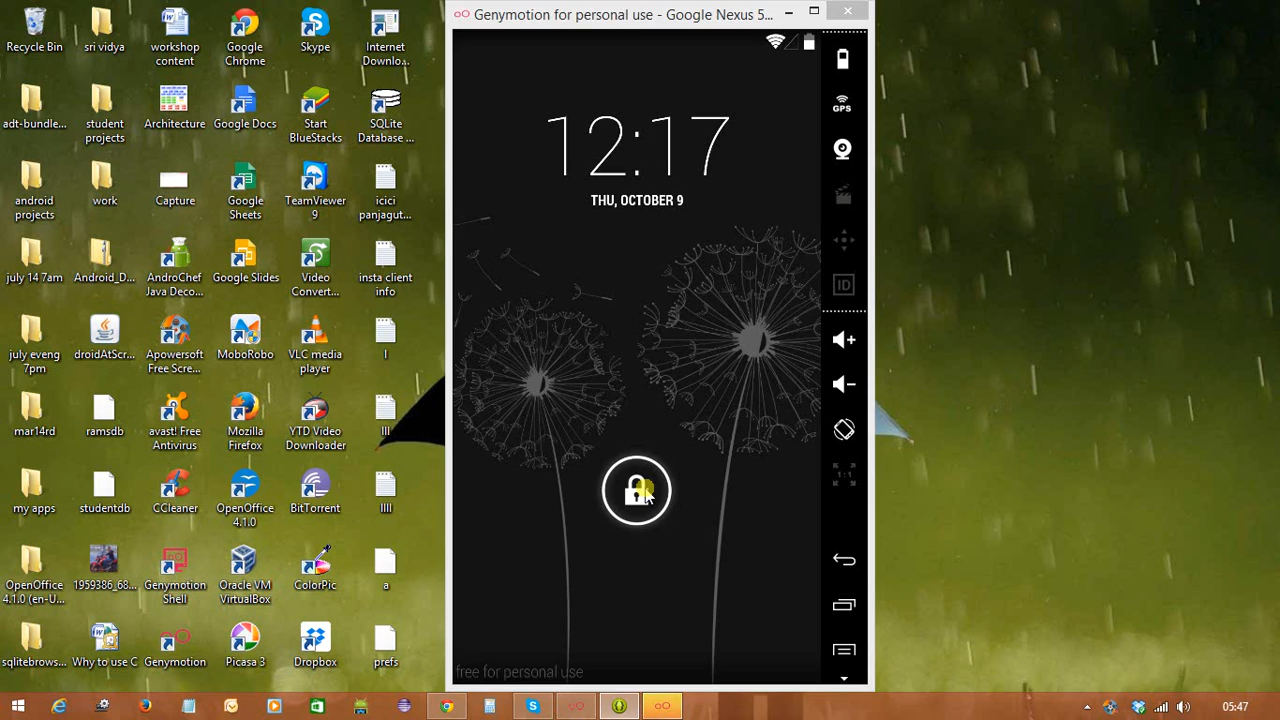 Genymotion for personal use - Google Nexus 5...
Recycle Bin
sri vidya
workshop
content
Google
Chrome
Skype
Internet
Downlo...
adt-bundle...
student
projects
Architecture
Google Docs
Start
BlueStacks
SQLite
Database ...
android
projects
work
Capture
Google
Sheets
TeamViewer
9
icici
panjagut...
july 14 7am
Android_D...
AndroChef
Java Deco...
Google Slides
Video
Convert...
insta client
info
july eveng
7pm
droidAtScr...
Apowersoft
Free Scre...
MoboRobo
VLC media
player
I
mar14rd
ramsdb
avast! Free
Antivirus
Mozilla
Firefox
YTD Video
Downloader
III
my apps
studentdb
CCleaner
OpenOffice
4.1.0
BitTorrent
IIII
OpenOffice
4.1.0 (en-U...
1959386_68...
Genymotion
Shell
Oracle VM
VirtualBox
ColorPic
a
sqlitebrows...
Why to use C
Genymotion
Picasa 3
Dropbox
prefs
12:17
THU, OCTOBER 9
free for personal use
GPS
ID
1:1
05:47